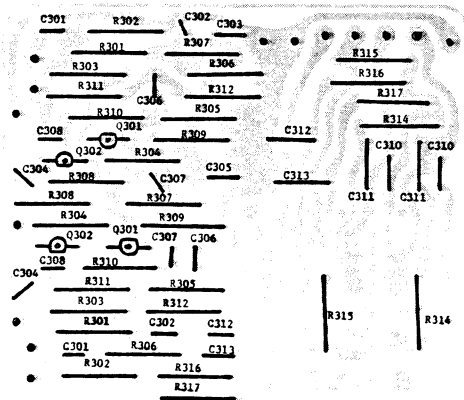 C301 R302 C302 C303
R301 R307 R315
R303 R306 R316
R311 C306 R312 R317
R310 R305 R314
C308 Q301 R309 C312
Q302 R304 C310 C310
C304 R308 C307 C305 C313
R308 R307 C311 C311
R304 R309
Q302 Q301 C307 C306
C304 C308 R310
R311 R305
R303 R312 R315 R314
R301 C302 C312
C301 R306 C313
R302 R316
R317